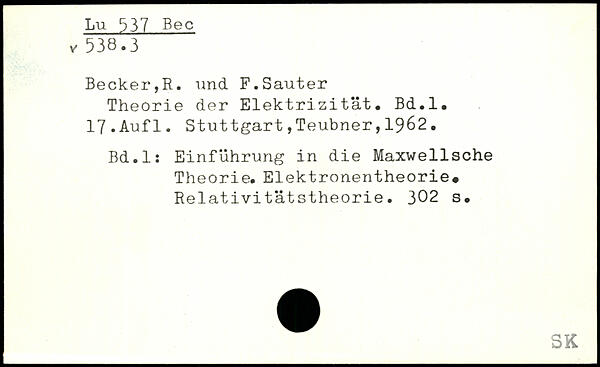 Lu 537 Bec
v 538.3
Becker,R. und F.Sauter
Theorie der Elektrizität. Bd.1.
17.Aufl. Stuttgart,Teubner,1962.
Bd.1: Einführung in die Maxwellsche
Theorie. Elektronentheorie.
Relativitätstheorie. 302 s.
SK